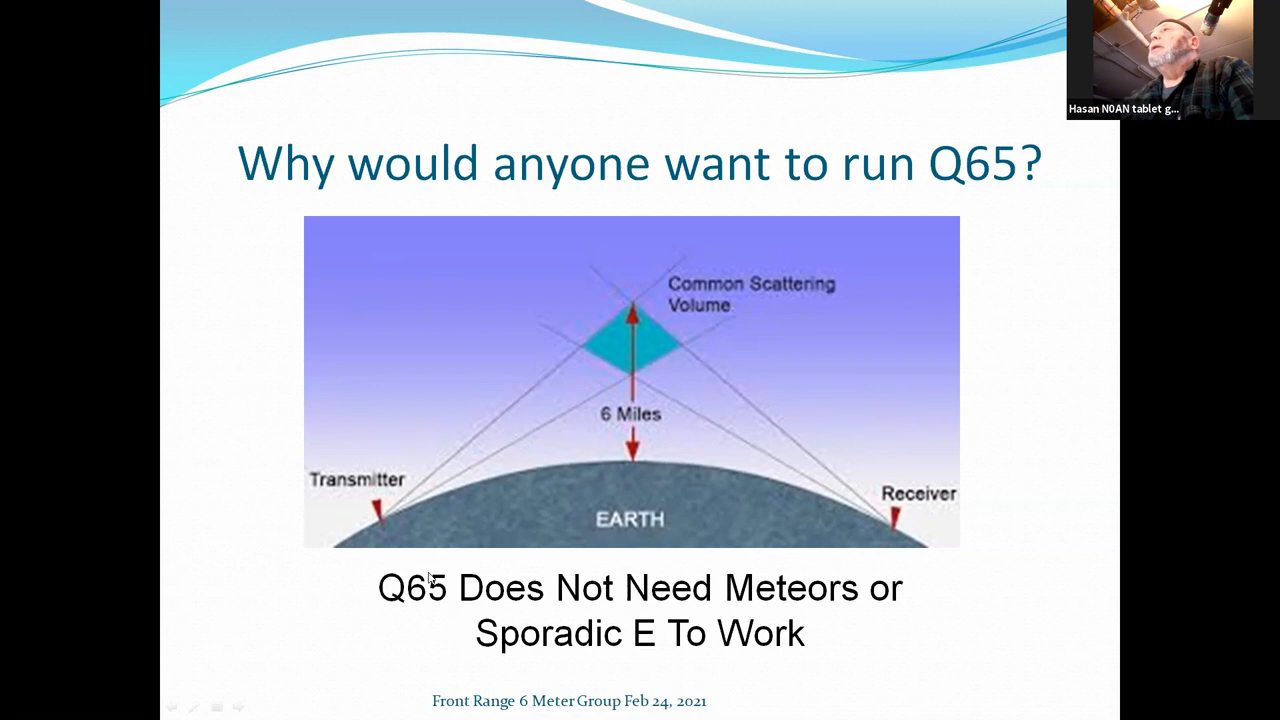 Hasan N0AN tablet g...
Why would anyone want to run Q65?
Common Scattering
Volume
6 Miles
Transmitter
Receiver
EARTH
Q65 Does Not Need Meteors or
Sporadic E To Work
Front Range 6 Meter Group Feb 24, 2021